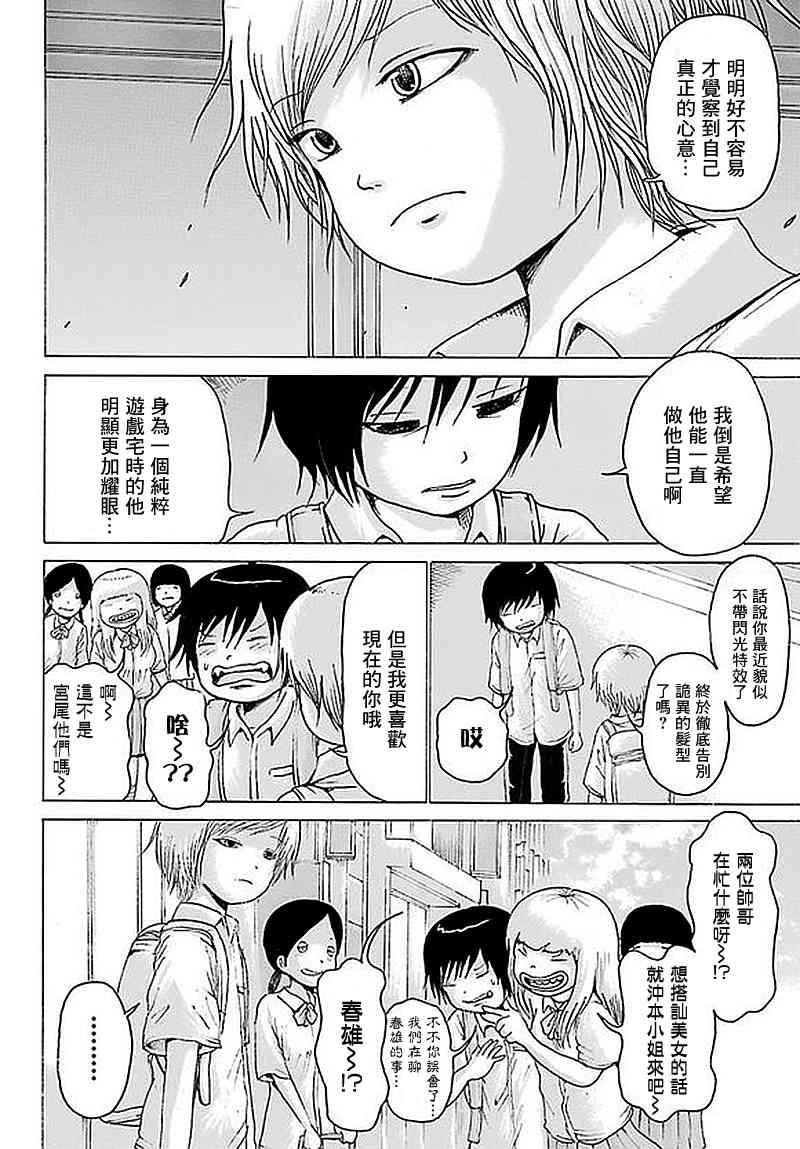 明明好不容易
才覺察到自己
真正的心意…
我倒是希望
他能一直
做他自己啊
身為一個純粹
遊戲宅時的他
明顯更加耀眼…
話說你最近貌似
不帶閃光特效了
終於徹底告別
詭異的髮型
了嗎？
哎
但是我更喜歡
現在的你哦
啥～??
啊～
這不是
宮尾他們嗎～
兩位帥哥
在忙什麼呀～!?
想搭訕美女的話
就沖本小姐來吧～
不不你誤會了…
我們在聊
春雄的事…
春雄～!?
………